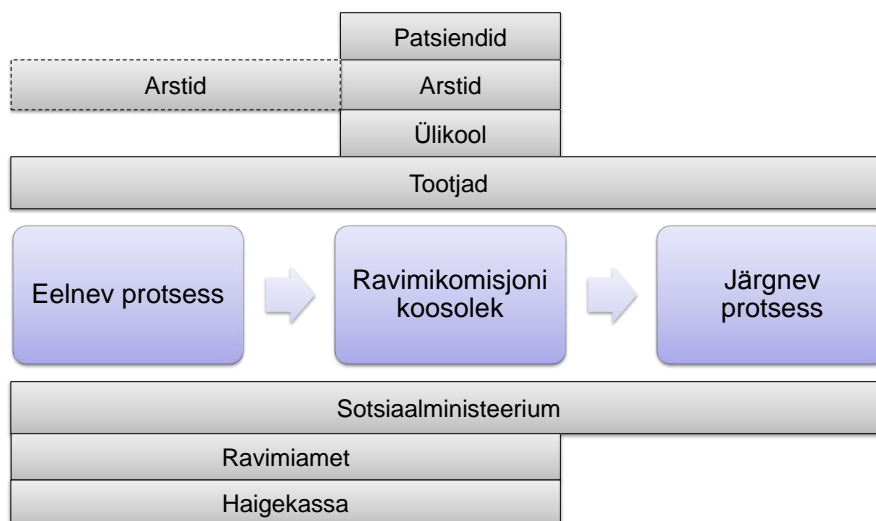 Patsiendid
Arstid
Arstid
Ülikool
Tootjad
Eelnev protsess
Ravimikomisjoni
koosolek
Järgnev
protsess
Sotsiaalministeerium
Ravimiamet
Haigekassa